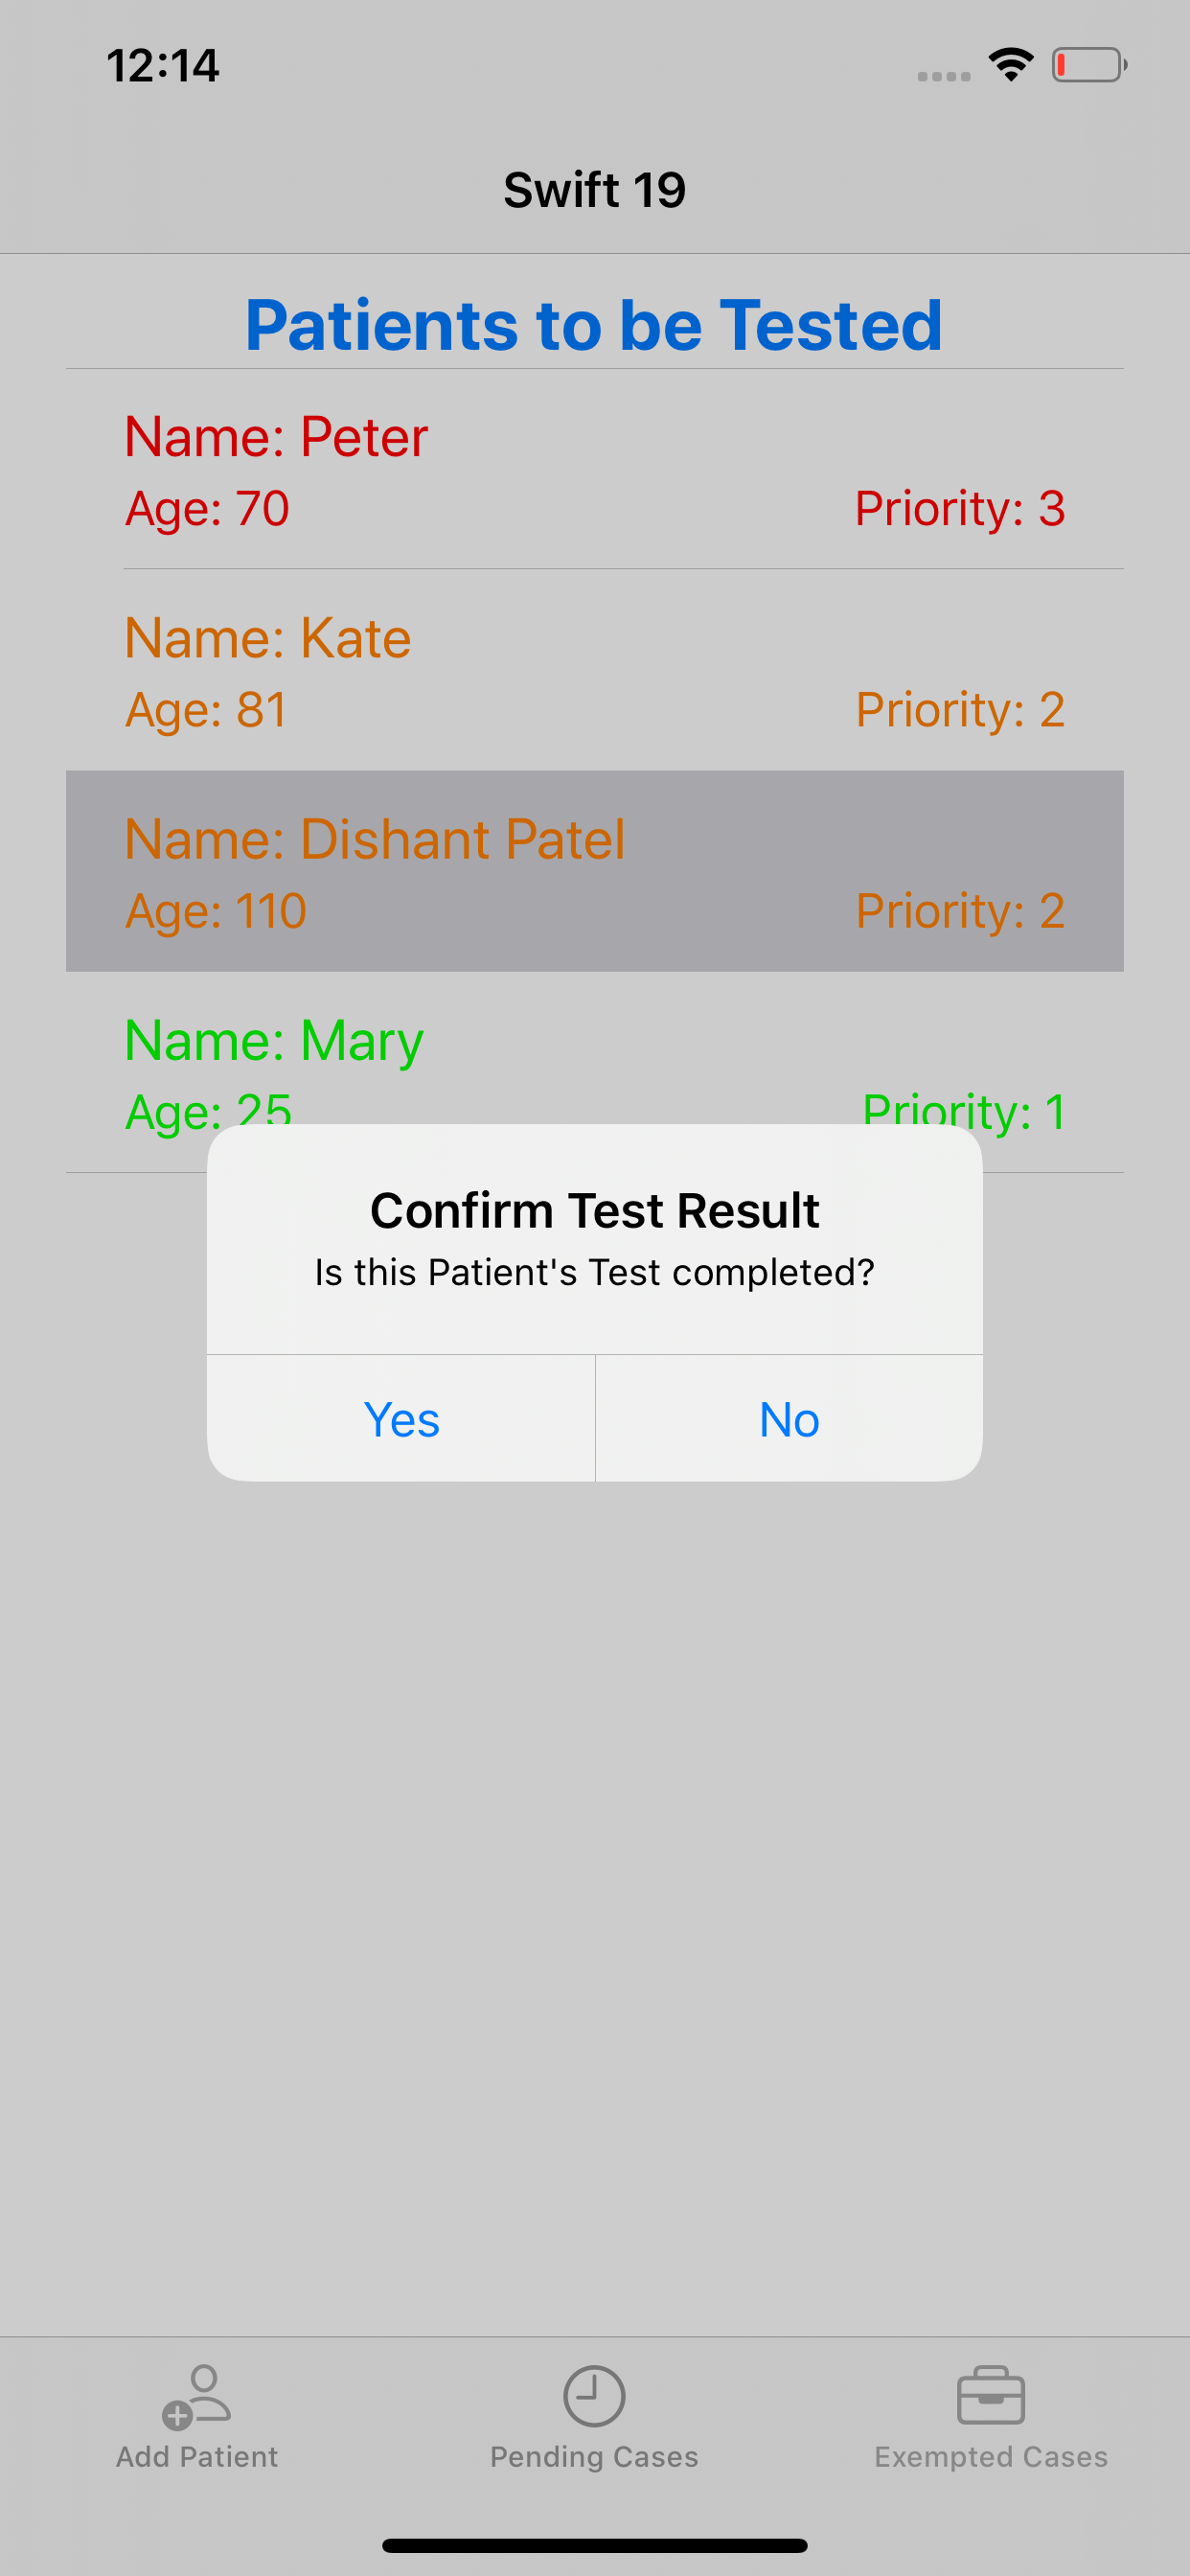 12:14
Swift 19
Patients to be Tested
Name: Peter
Age: 70 Priority: 3
Name: Kate
Age: 81 Priority: 2
Name: Dishant Patel
Age: 110 Priority: 2
Name: Mary
Age: 25 Priority: 1
Confirm Test Result
Is this Patient's Test completed?
Yes No
Add Patient Pending Cases Exempted Cases